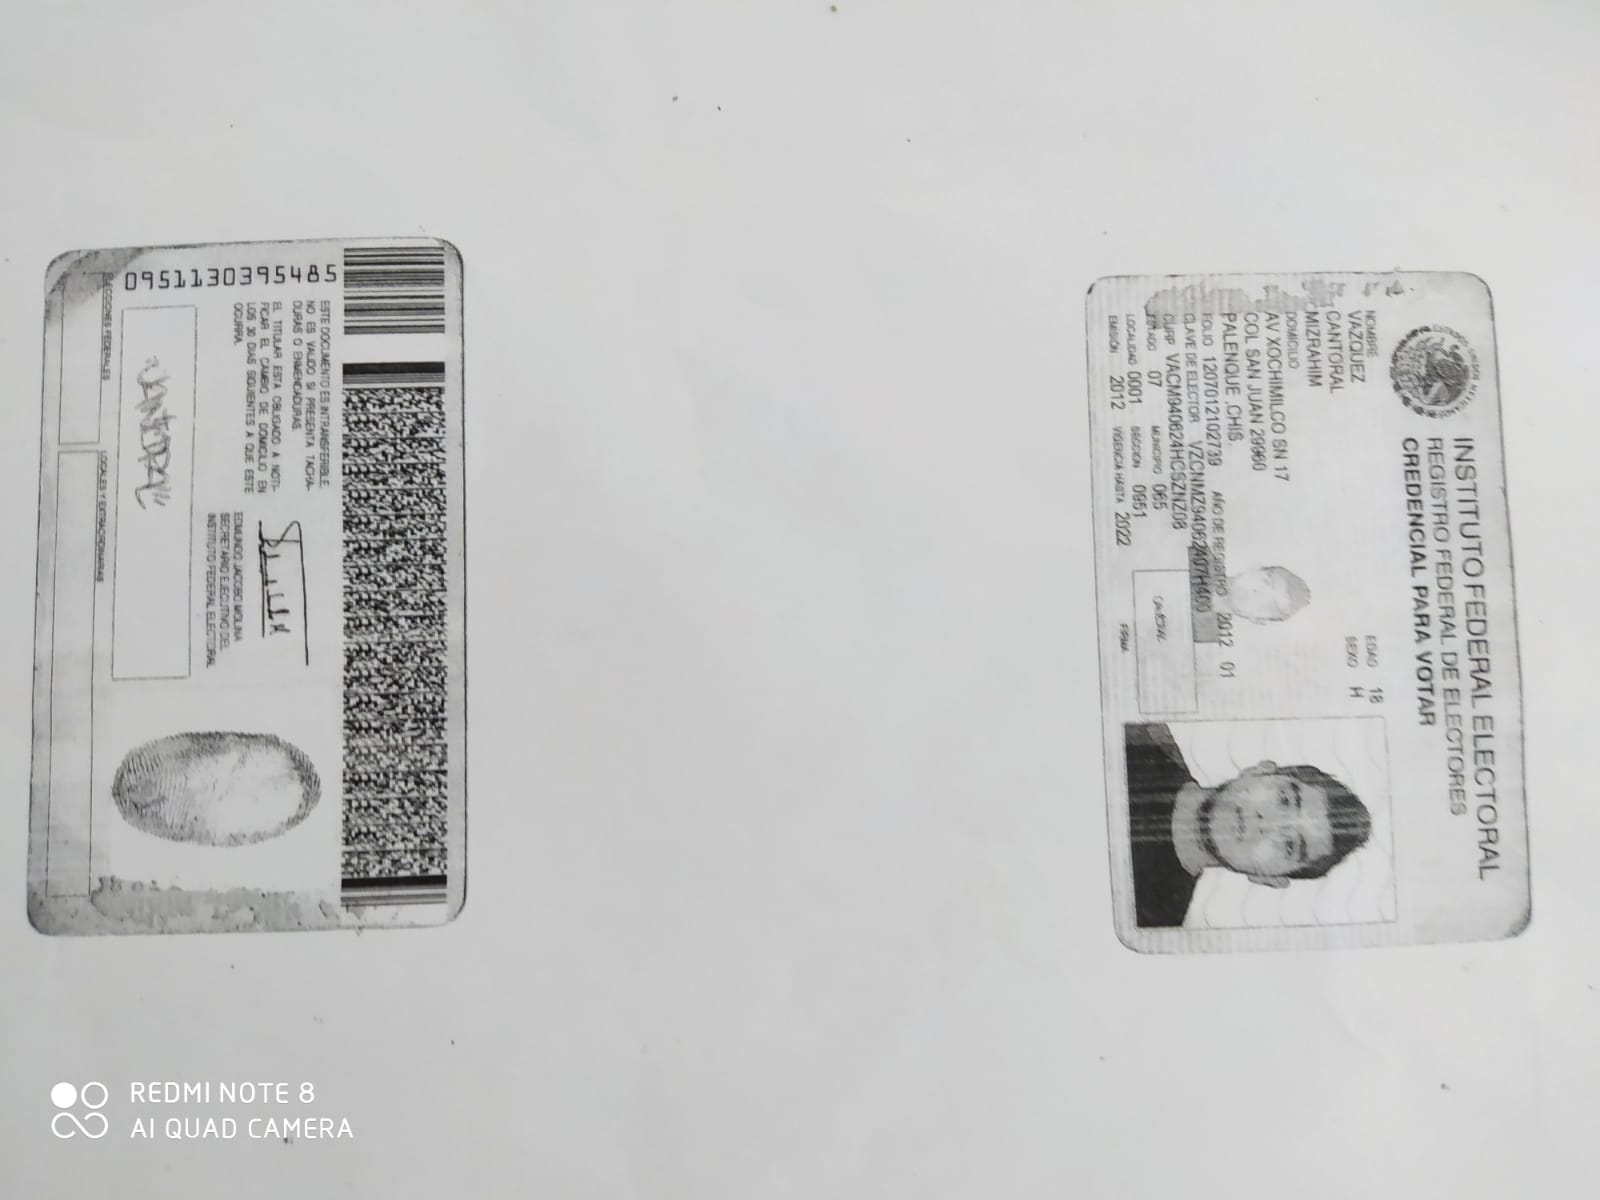 INSTITUTO FEDERAL ELECTORAL
REGISTRO FEDERAL DE ELECTORES
CREDENCIAL PARA VOTAR
NOMBRE
VAZQUEZ
CANTORAL
MIZRAHIM
EDAD 18
SEXO H
DOMICILIO
AV XOCHIMILCO SN 17
COL SAN JUAN 29960
PALENQUE ,CHIS.
FOLIO 1207012102739 AÑO DE REGISTRO 2012 01
CLAVE DE ELECTOR VZCNMZ94062407H400
CURP VACM940624HCSZNZ08
ESTADO 07 MUNICIPIO 065
LOCALIDAD 0001 SECCIÓN 0951
EMISIÓN 2012 VIGENCIA HASTA 2022
FIRMA
0951130395485
ESTE DOCUMENTO ES INTRANSFERIBLE,
NO ES VALIDO SI PRESENTA TACHA-
DURAS O ENMENDADURAS.
EL TITULAR ESTA OBLIGADO A NOTI-
FICAR EL CAMBIO DE DOMICILIO EN
LOS 30 DIAS SIGUIENTES A QUE ESTE
OCURRA.
EDMUNDO JACOBO MOLINA
SECRETARIO EJECUTIVO DEL
INSTITUTO FEDERAL ELECTORAL
ELECCIONES FEDERALES
LOCALES Y EXTRAORDINARIAS
REDMI NOTE 8
AI QUAD CAMERA